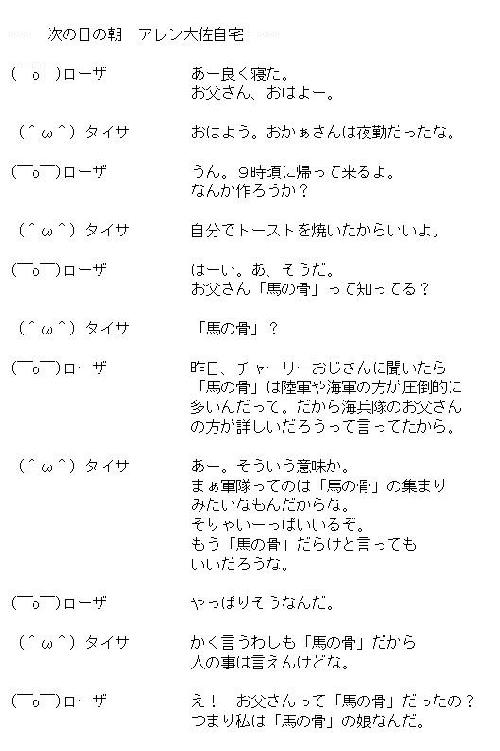 次の日の朝　アレン大佐自宅
(￣o￣)ローザ　あー良く寝た。
お父さん、おはよー。
(＾ω＾) タイサ　おはよう。おかぁさんは夜勤だったな。
(￣o￣)ローザ　うん。９時頃に帰って来るよ。
なんか作ろうか？
(＾ω＾) タイサ　自分でトーストを焼いたからいいよ。
(￣o￣)ローザ　はーい。あ、そうだ。
お父さん「馬の骨」って知ってる？
(＾ω＾) タイサ　「馬の骨」？
(￣o￣)ローザ　昨日、チャーリーおじさんに聞いたら
「馬の骨」は陸軍や海軍の方が圧倒的に
多いんだって。だから海兵隊のお父さん
の方が詳しいだろうって言ってたから。
(＾ω＾) タイサ　あー。そういう意味か。
まぁ軍隊ってのは「馬の骨」の集まり
みたいなもんだからな。
そりゃいーっぱいいるぞ。
もう「馬の骨」だらけと言っても
いいだろうな。
(￣o￣)ローザ　やっぱりそうなんだ。
(＾ω＾) タイサ　かく言うわしも「馬の骨」だから
人の事は言えんけどな。
(￣o￣)ローザ　え！　お父さんって「馬の骨」だったの？
つまり私は「馬の骨」の娘なんだ。